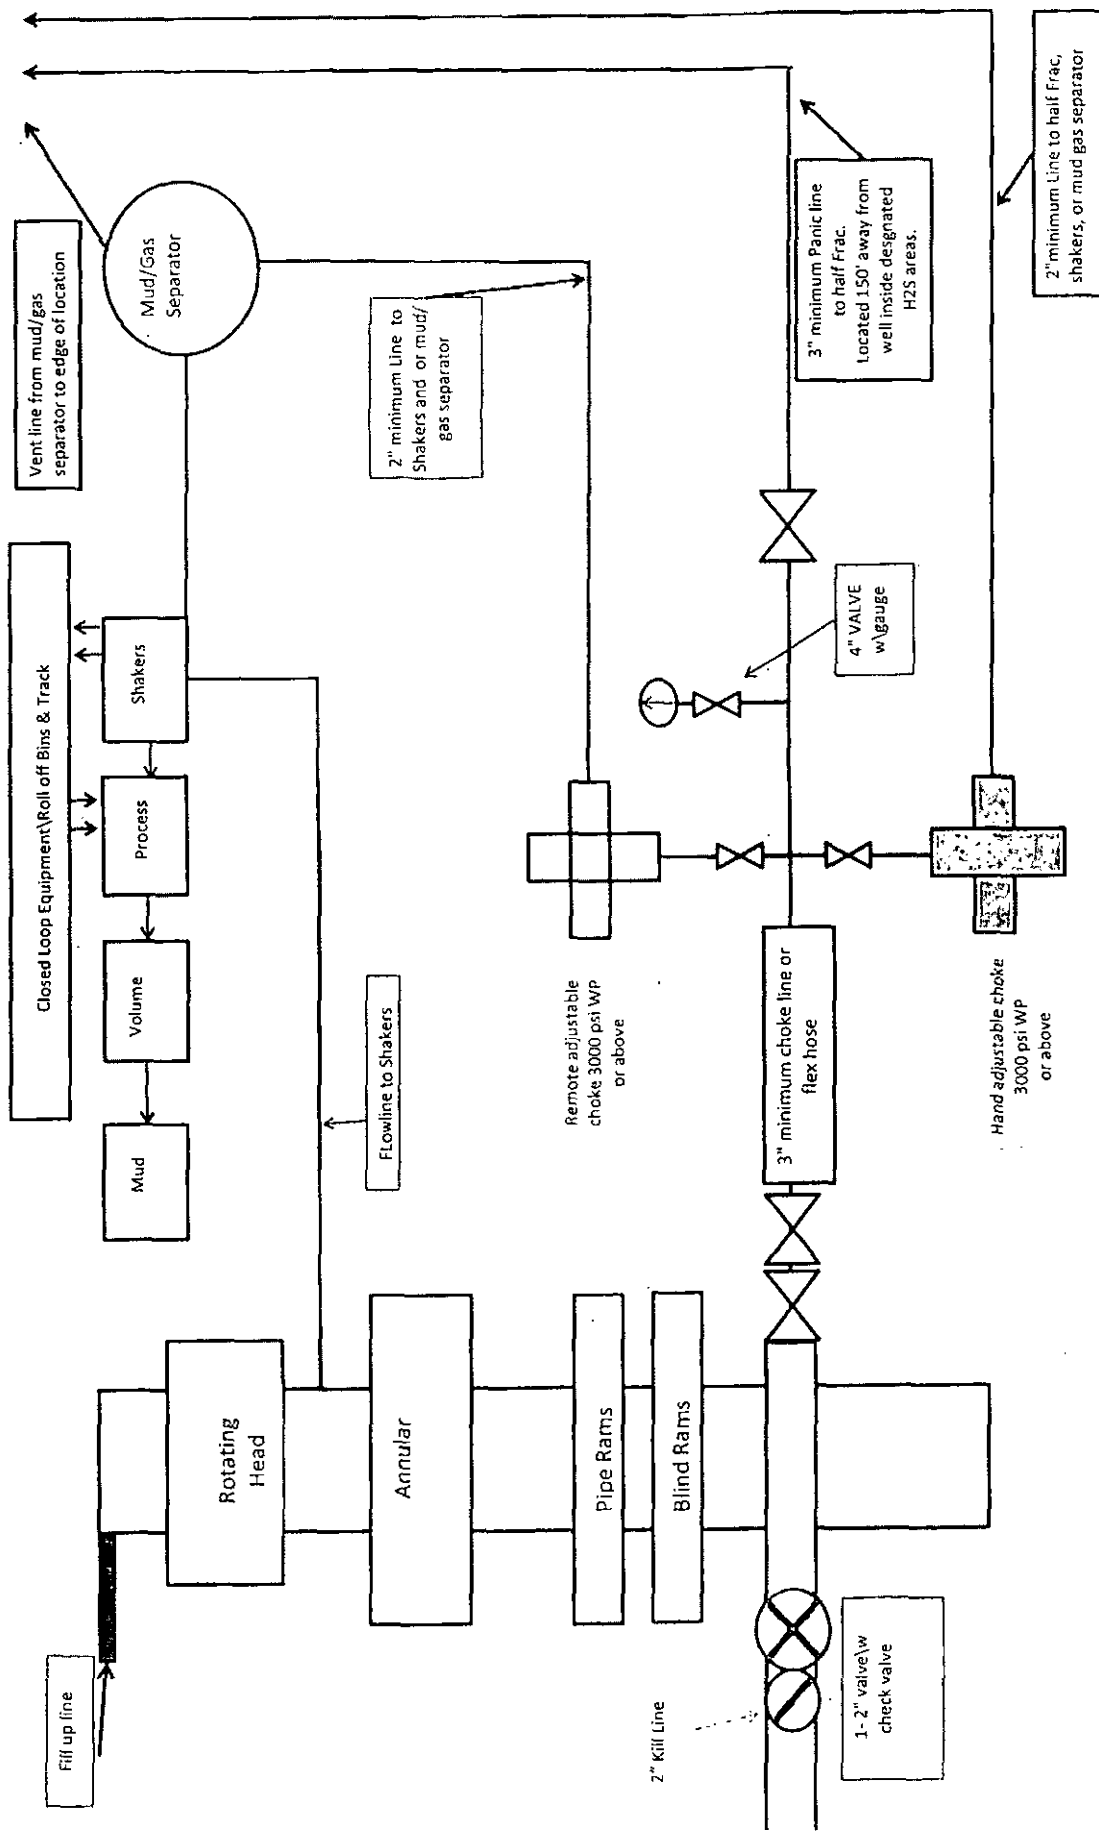 Fill up line
Rotating
Head
Annular
Pipe Rams
Blind Rams
2" Kill Line
1- 2" valve\w
check valve
Closed Loop Equipment\Roll off Bins & Track
Mud
Volume
Process
Shakers
FLowline to Shakers
Vent line from mud/gas
separator to edge of location
Mud/Gas
Separator
2" minimum Line to
Shakers and or mud/
gas separator
Remote adjustable
choke 3000 psi WP
or above
3" minimum choke line or
flex hose
Hand adjustable choke
3000 psi WP
or above
4" VALVE
w\gauge
3" minimum Panic line
to half Frac.
Located 150' away from
well inside desgnated
H2S areas.
2"minimum Line to half Frac,
shakers, or mud gas separator